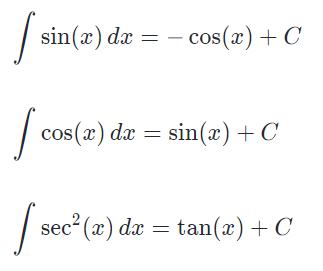 ∫ sin(x) dx = − cos(x) + C
∫ cos(x) dx = sin(x) + C
∫ sec²(x) dx = tan(x) + C